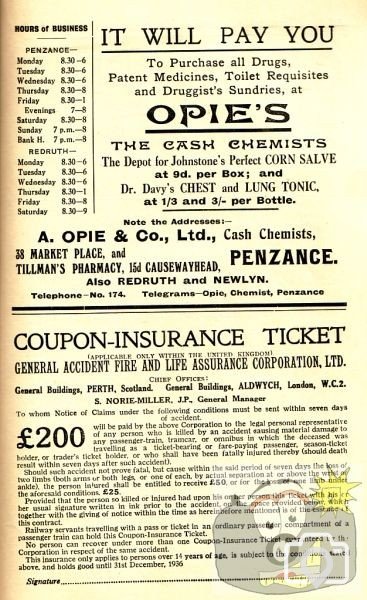 HOURS OF BUSINESS
PENZANCE—
Monday 8.30–6
Tuesday 8.30–6
Wednesday 8.30–6
Thursday 8.30–8
Friday 8.30–1
Evenings 7–8
Saturday 8.30–8
Sunday 7 p.m.–8
Bank H. 7 p.m.–8
REDRUTH—
Monday 8.30–6
Tuesday 8.30–6
Wednesday 8.30–6
Thursday 8.30–1
Friday 8.30–8
Saturday 8.30–9
IT WILL PAY YOU
To Purchase all Drugs,
Patent Medicines, Toilet Requisites
and Druggist's Sundries, at
OPIE'S
THE CASH CHEMISTS
The Depot for Johnstone's Perfect CORN SALVE
at 9d. per Box; and
Dr. Davy's CHEST and LUNG TONIC,
at 1/3 and 3/- per Bottle.
Note the Addresses:—
A. OPIE & Co., Ltd., Cash Chemists,
38 MARKET PLACE, and
TILLMAN'S PHARMACY, 15d CAUSEWAYHEAD,
PENZANCE.
Also REDRUTH and NEWLYN.
Telephone—No. 174. Telegrams—Opie, Chemist, Penzance
COUPON-INSURANCE TICKET
(APPLICABLE ONLY WITHIN THE UNITED KINGDOM)
GENERAL ACCIDENT FIRE AND LIFE ASSURANCE CORPORATION, LTD.
CHIEF OFFICES:
General Buildings, PERTH, Scotland. General Buildings, ALDWYCH, London, W.C.2.
S. NORIE-MILLER, J.P., General Manager
To whom Notice of Claims under the following conditions must be sent within seven days
of accident.
£200
will be paid by the above Corporation to the legal personal representative
of any person who is killed by an accident causing material damage to
any passenger-train, tramcar, or omnibus in which the deceased was
travelling as a ticket-bearing or fare-paying passenger, season-ticket
holder, or trader's ticket holder, or who shall have been fatally injured thereby (should death
result within seven days after such accident).
Should such accident not prove fatal, but cause within the said period of seven days the loss of
two limbs (both arms or both legs, or one of each, by actual separation at or above the wrist or
ankle), the person injured shall be entitled to receive £50, or for the
the aforesaid conditions, £25.
Provided that the person so killed or injured had upon his person this ticket, with his or
her usual signature written in ink prior to the accident, space provided below, which
together with the giving of notice within the time as herein before mentioned is the essence of
this contract.
Railway servants travelling with a pass or ticket in an ordinary passenger compartment of a
passenger train can hold this Coupon-Insurance Ticket.
No person can recover more than one Coupon-Insurance Ticket
Corporation in respect of the same accident.
This insurance only applies to persons over 14 years of age, is subject to the conditions stated
above, and holds good until 31st December, 1936
Signature